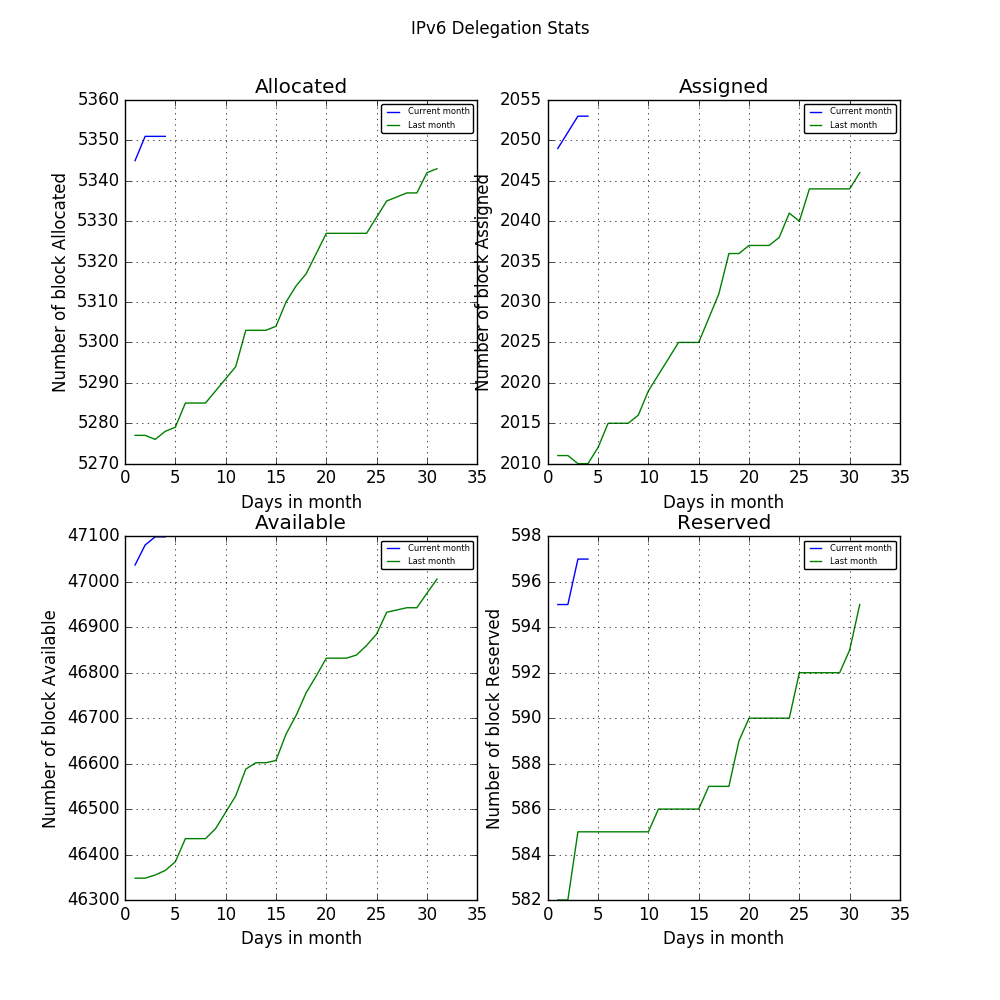 IPv6 Delegation Stats
Allocated
Number of block Allocated
5360
5350
5340
5330
5320
5310
5300
5290
5280
5270
Current month
Last month
0 5 10 15 20 25 30 35
Days in month
Assigned
Number of block Assigned
2055
2050
2045
2040
2035
2030
2025
2020
2015
2010
Current month
Last month
0 5 10 15 20 25 30 35
Days in month
Available
Number of block Available
47100
47000
46900
46800
46700
46600
46500
46400
46300
Current month
Last month
0 5 10 15 20 25 30 35
Days in month
Reserved
Number of block Reserved
598
596
594
592
590
588
586
584
582
Current month
Last month
0 5 10 15 20 25 30 35
Days in month